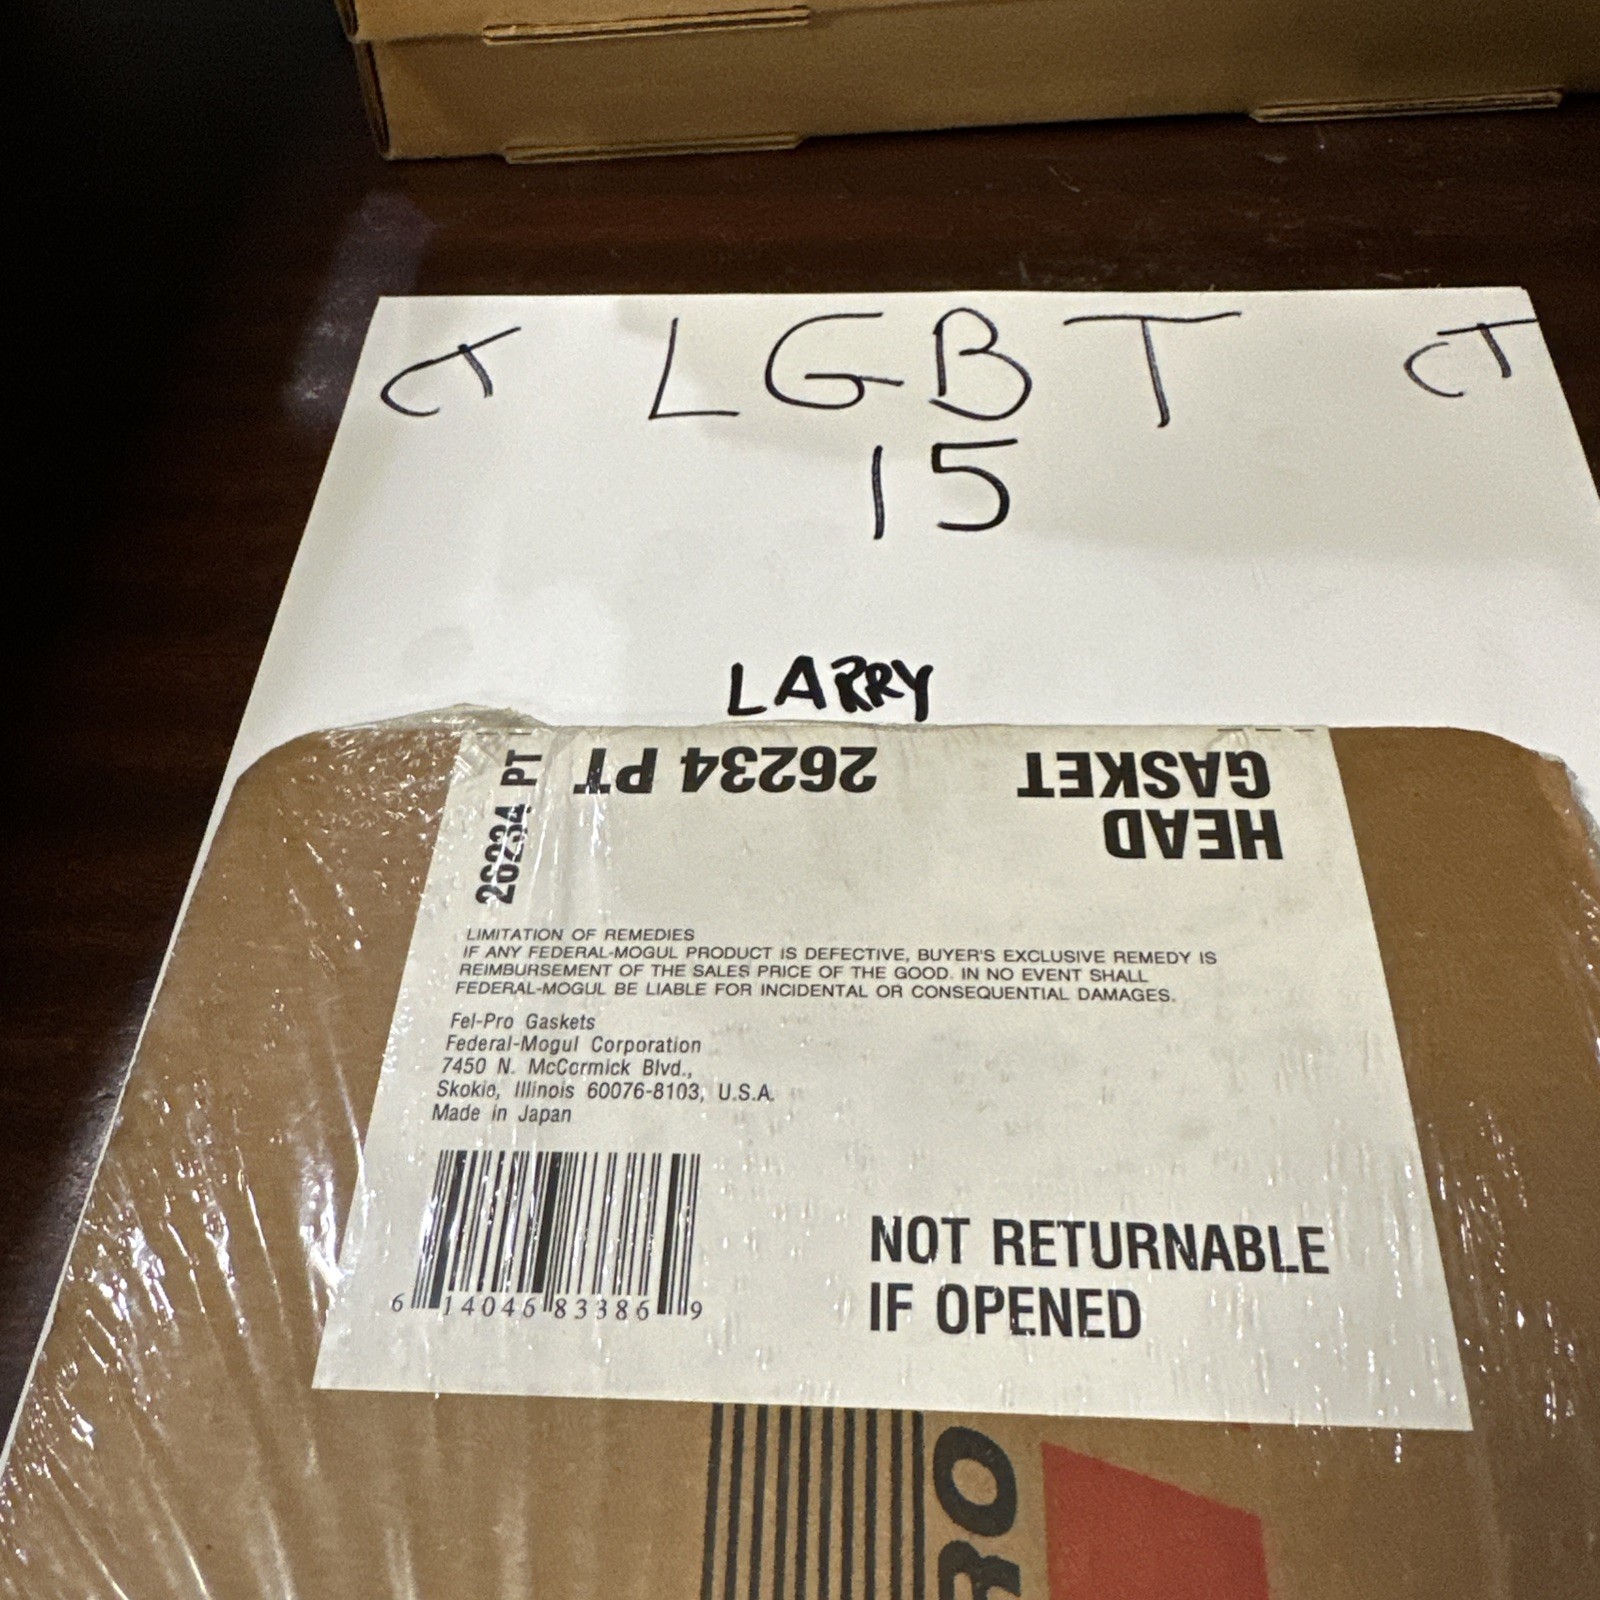 CT LGBT CT
15
LARRY
26234 PT
26234 PT
HEAD
GASKET
LIMITATION OF REMEDIES
IF ANY FEDERAL-MOGUL PRODUCT IS DEFECTIVE, BUYER'S EXCLUSIVE REMEDY IS
REIMBURSEMENT OF THE SALES PRICE OF THE GOOD. IN NO EVENT SHALL
FEDERAL-MOGUL BE LIABLE FOR INCIDENTAL OR CONSEQUENTIAL DAMAGES.
Fel-Pro Gaskets
Federal-Mogul Corporation
7450 N. McCormick Blvd.,
Skokie, Illinois 60076-8103, U.S.A.
Made in Japan
6 14046 83386 9
NOT RETURNABLE
IF OPENED
RO